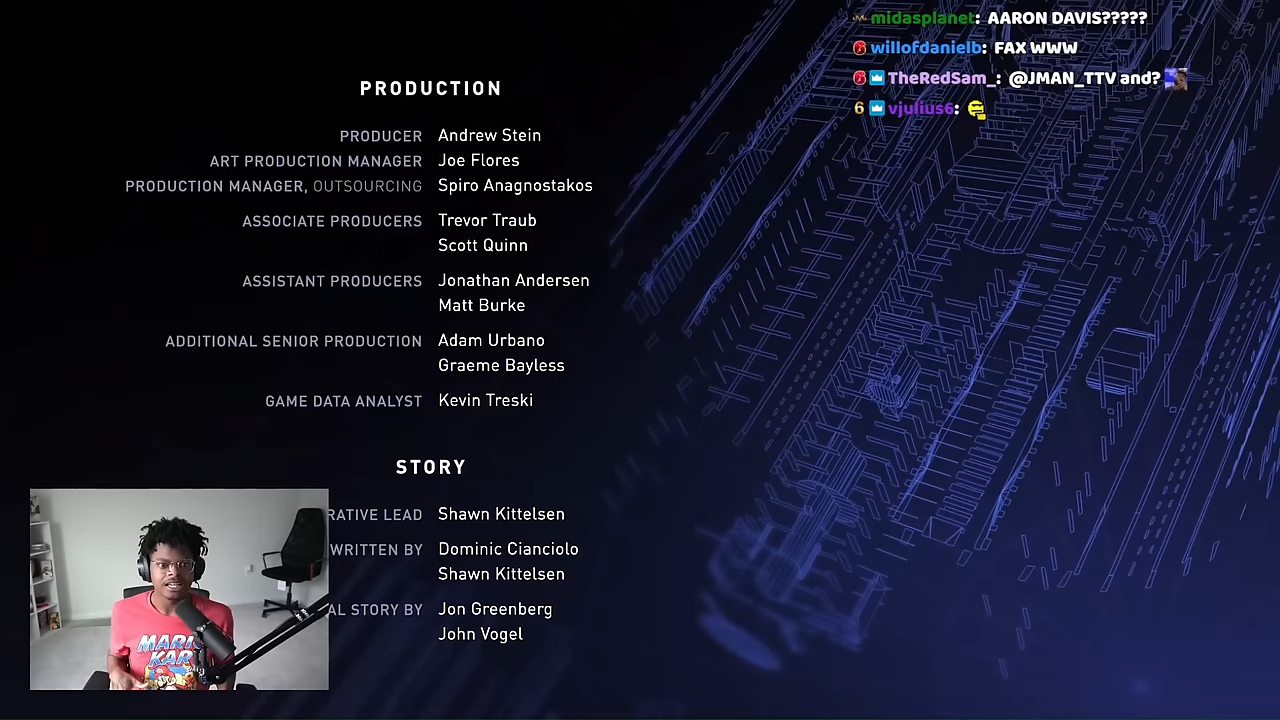 midasplanet: AARON DAVIS?????
willofdanielb: FAX WWW
TheRedSam_: @JMAN_TTV and?
6 vjulius6:
PRODUCTION
PRODUCER Andrew Stein
ART PRODUCTION MANAGER Joe Flores
PRODUCTION MANAGER, OUTSOURCING Spiro Anagnostakos
ASSOCIATE PRODUCERS Trevor Traub
Scott Quinn
ASSISTANT PRODUCERS Jonathan Andersen
Matt Burke
ADDITIONAL SENIOR PRODUCTION Adam Urbano
Graeme Bayless
GAME DATA ANALYST Kevin Treski
STORY
RATIVE LEAD Shawn Kittelsen
WRITTEN BY Dominic Cianciolo
Shawn Kittelsen
AL STORY BY Jon Greenberg
John Vogel
MARIO
KAR